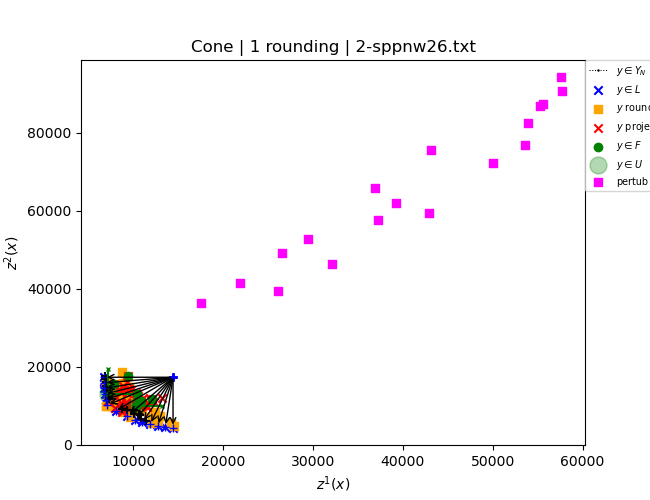 Cone | 1 rounding | 2-sppnw26.txt
z²(x)
80000
60000
40000
20000
0
10000
20000
30000
40000
50000
60000
z¹(x)
y ∈ Y_N
y ∈ L
y roun
y proje
y ∈ F
y ∈ U
pertub